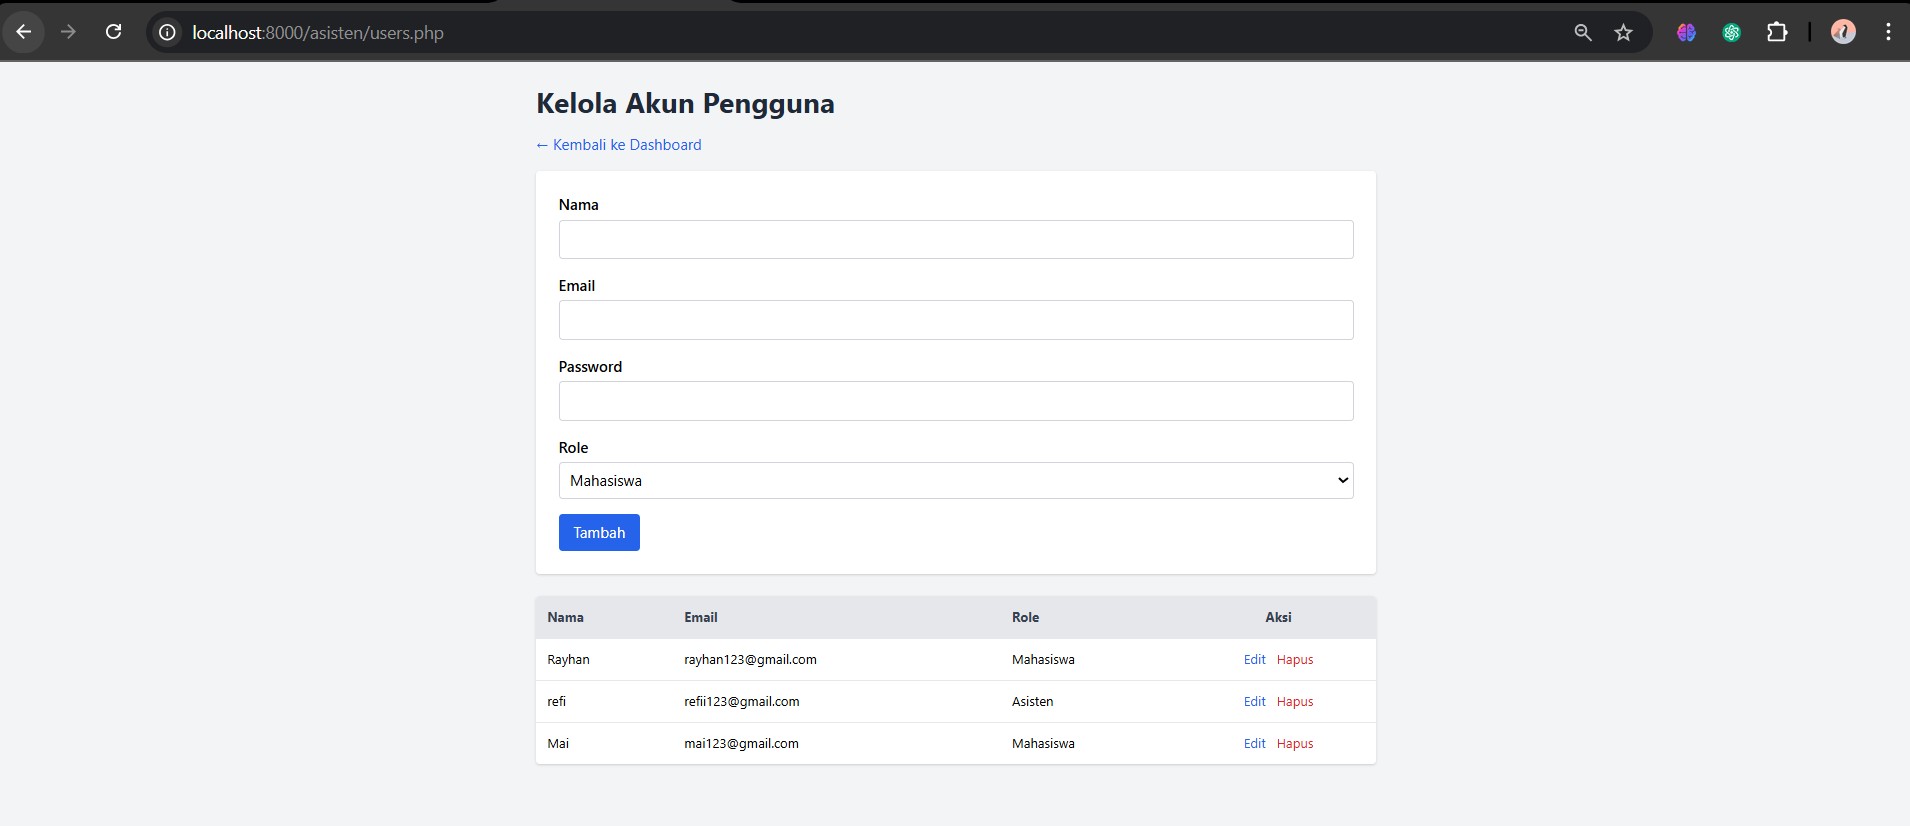 localhost:8000/asisten/users.php
Kelola Akun Pengguna
← Kembali ke Dashboard
Nama
Email
Password
Role
Mahasiswa
Tambah
Nama Email Role Aksi
Rayhan rayhan123@gmail.com Mahasiswa Edit Hapus
refi refii123@gmail.com Asisten Edit Hapus
Mai mai123@gmail.com Mahasiswa Edit Hapus